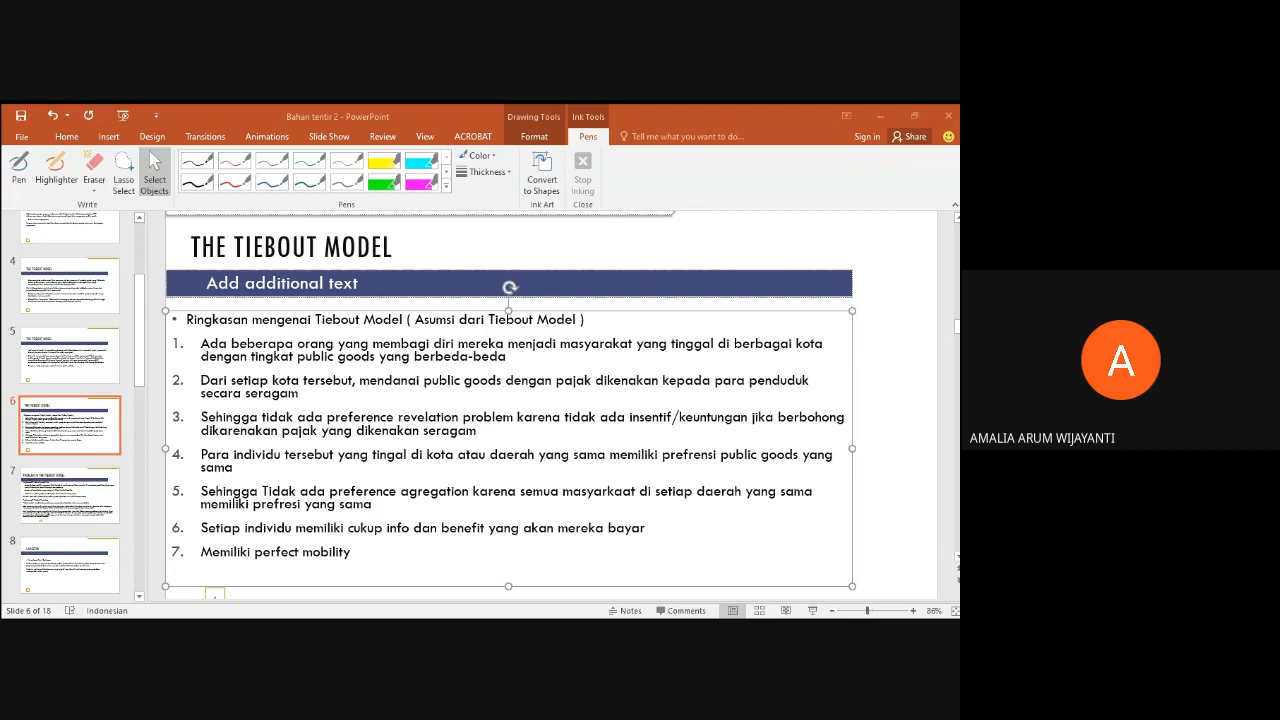 Bahan tentir 2 - PowerPoint
Drawing Tools
Ink Tools
File
Home
Insert
Design
Transitions
Animations
Slide Show
Review
View
ACROBAT
Format
Pens
Tell me what you want to do...
Sign in
Share
Pen
Highlighter
Eraser
Lasso Select
Select Objects
Color
Thickness
Convert to Shapes
Stop Inking
Write
Pens
Ink Art
Close
THE TIEBOUT MODEL
Add additional text
• Ringkasan mengenai Tiebout Model ( Asumsi dari Tiebout Model )
1. Ada beberapa orang yang membagi diri mereka menjadi masyarakat yang tinggal di berbagai kota
dengan tingkat public goods yang berbeda-beda
2. Dari setiap kota tersebut, mendanai public goods dengan pajak dikenakan kepada para penduduk
secara seragam
3. Sehingga tidak ada preference revelation problem karena tidak ada insentif/keuntungan jika berbohong
dikarenakan pajak yang dikenakan seragam
4. Para individu tersebut yang tingal di kota atau daerah yang sama memiliki prefrensi public goods yang
sama
5. Sehingga Tidak ada preference agregation karena semua masyarkaat di setiap daerah yang sama
memiliki prefresi yang sama
6. Setiap individu memiliki cukup info dan benefit yang akan mereka bayar
7. Memiliki perfect mobility
4
5
6
7
8
Slide 6 of 18
Indonesian
Notes
Comments
86%
A
AMALIA ARUM WIJAYANTI